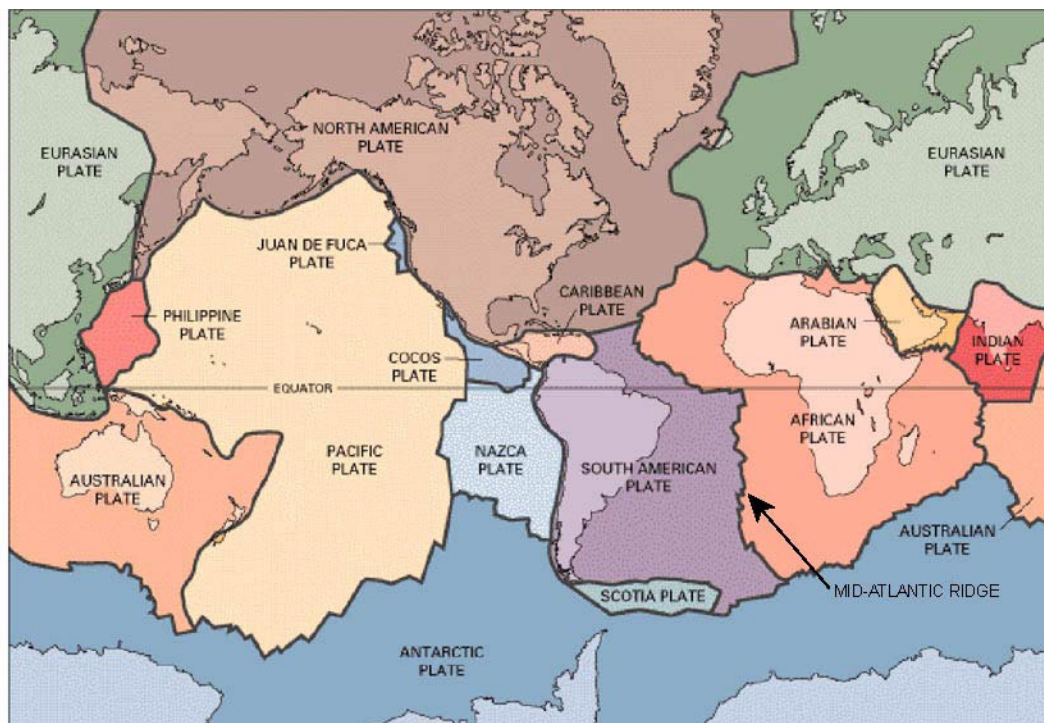 NORTH AMERICAN
PLATE
EURASIAN
PLATE
EURASIAN
PLATE
JUAN DE FUCA
PLATE
CARIBBEAN
PLATE
PHILIPPINE
PLATE
ARABIAN
PLATE
INDIAN
PLATE
COCOS
PLATE
EQUATOR
AFRICAN
PLATE
PACIFIC
PLATE
NAZCA
PLATE
SOUTH AMERICAN
PLATE
AUSTRALIAN
PLATE
AUSTRALIAN
PLATE
SCOTIA PLATE
MID-ATLANTIC RIDGE
ANTARCTIC
PLATE